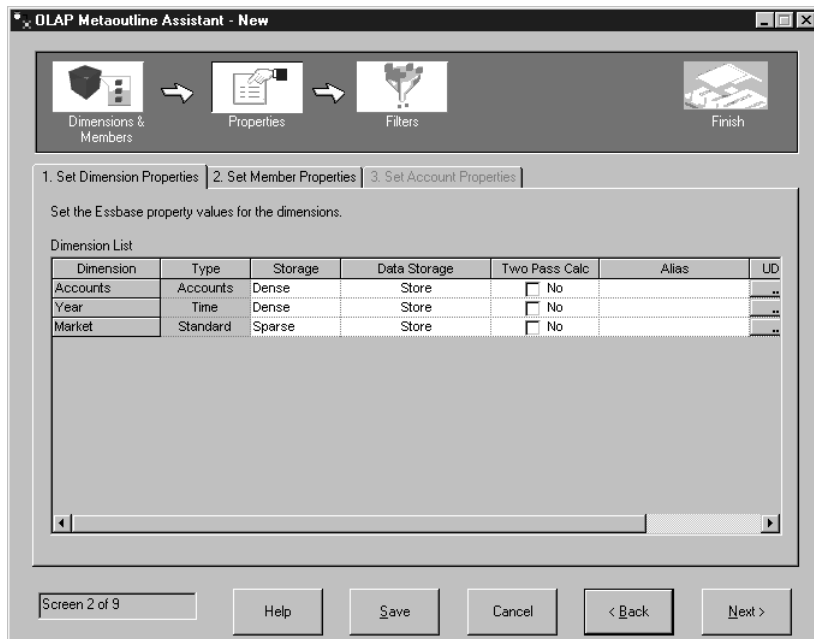 OLAP Metaoutline Assistant - New
Dimensions & Members
Properties
Filters
Finish
1. Set Dimension Properties 2. Set Member Properties 3. Set Account Properties
Set the Essbase property values for the dimensions.
Dimension List
Dimension Type Storage Data Storage Two Pass Calc Alias UD
Accounts Accounts Dense Store No ..
Year Time Dense Store No ..
Market Standard Sparse Store No ..
Screen 2 of 9 Help Save Cancel < Back Next >